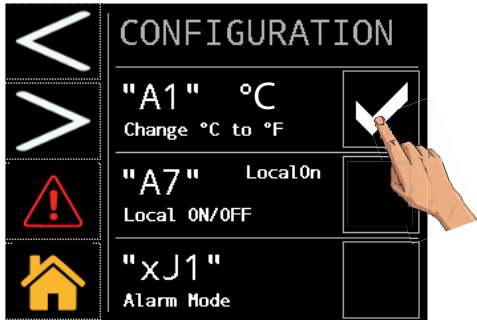 CONFIGURATION
"A1" °C
Change °C to °F
"A7" LocalOn
Local ON/OFF
"xJ1"
Alarm Mode